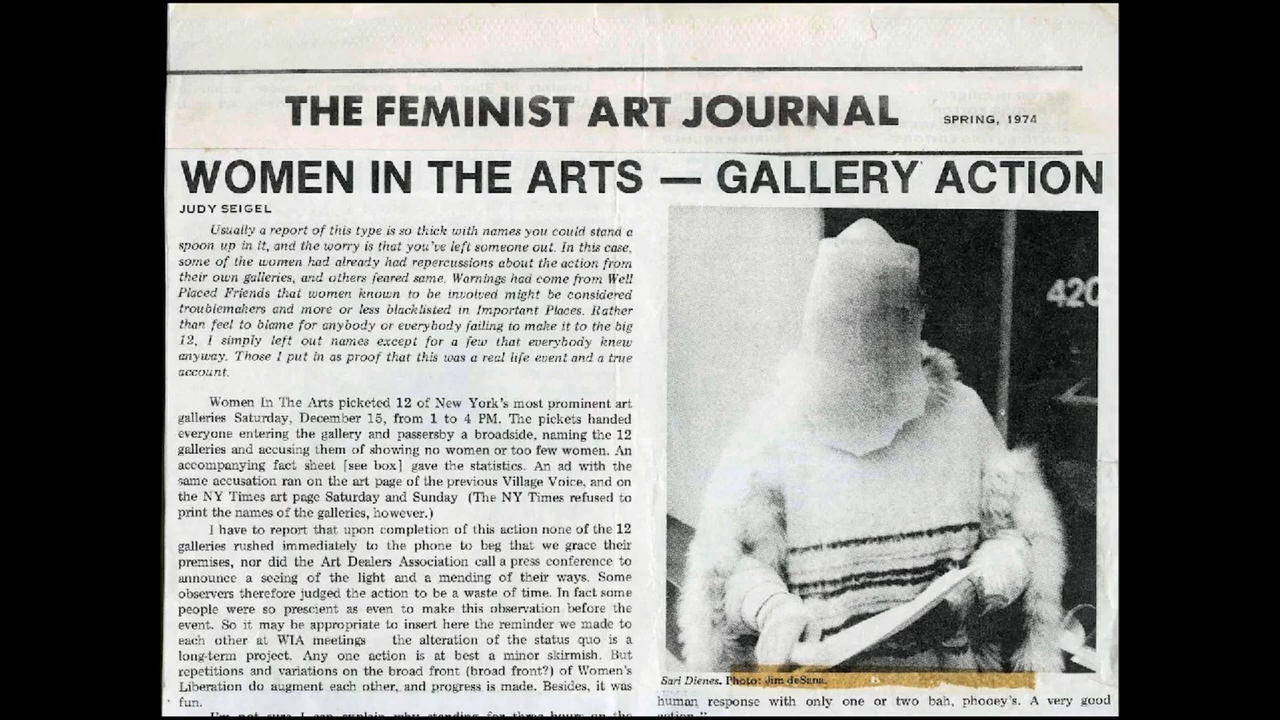 THE FEMINIST ART JOURNAL SPRING, 1974
WOMEN IN THE ARTS — GALLERY ACTION
JUDY SEIGEL
Usually a report of this type is so thick with names you could stand a
spoon up in it, and the worry is that you've left someone out. In this case,
some of the women had already had repercussions about the action from
their own galleries, and others feared same. Warnings had come from Well
Placed Friends that women known to be involved might be considered
troublemakers and more or less blacklisted in Important Places. Rather
than feel to blame for anybody or everybody failing to make it to the big
12, I simply left out names except for a few that everybody knew
anyway. Those I put in as proof that this was a real life event and a true
account.
Women In The Arts picketed 12 of New York's most prominent art
galleries Saturday, December 15, from 1 to 4 PM. The pickets handed
everyone entering the gallery and passersby a broadside, naming the 12
galleries and accusing them of showing no women or too few women. An
accompanying fact sheet [see box] gave the statistics. An ad with the
same accusation ran on the art page of the previous Village Voice, and on
the NY Times art page Saturday and Sunday (The NY Times refused to
print the names of the galleries, however.)
I have to report that upon completion of this action none of the 12
galleries rushed immediately to the phone to beg that we grace their
premises, nor did the Art Dealers Association call a press conference to
announce a seeing of the light and a mending of their ways. Some
observers therefore judged the action to be a waste of time. In fact some
people were so prescient as even to make this observation before the
event. So it may be appropriate to insert here the reminder we made to
each other at WIA meetings the alteration of the status quo is a
long-term project. Any one action is at best a minor skirmish. But
repetitions and variations on the broad front (broad front?) of Women's
Liberation do augment each other, and progress is made. Besides, it was
fun.
I'm not sure I can explain why standing for three hours on the
420
Sari Dienes. Photo: Jim deSana.
human response with only one or two bah, phooey's. A very good
action."